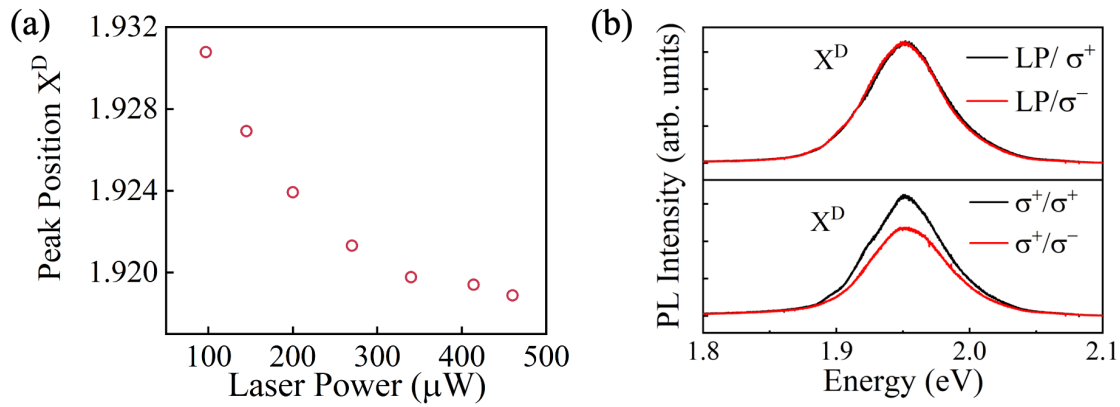 (a)
1.932
1.928
1.924
1.920
Peak Position X^D
100 200 300 400 500
Laser Power (μW)
(b)
X^D
LP/ σ⁺
LP/σ⁻
X^D
σ⁺/σ⁺
σ⁺/σ⁻
PL Intensity (arb. units)
1.8 1.9 2.0 2.1
Energy (eV)